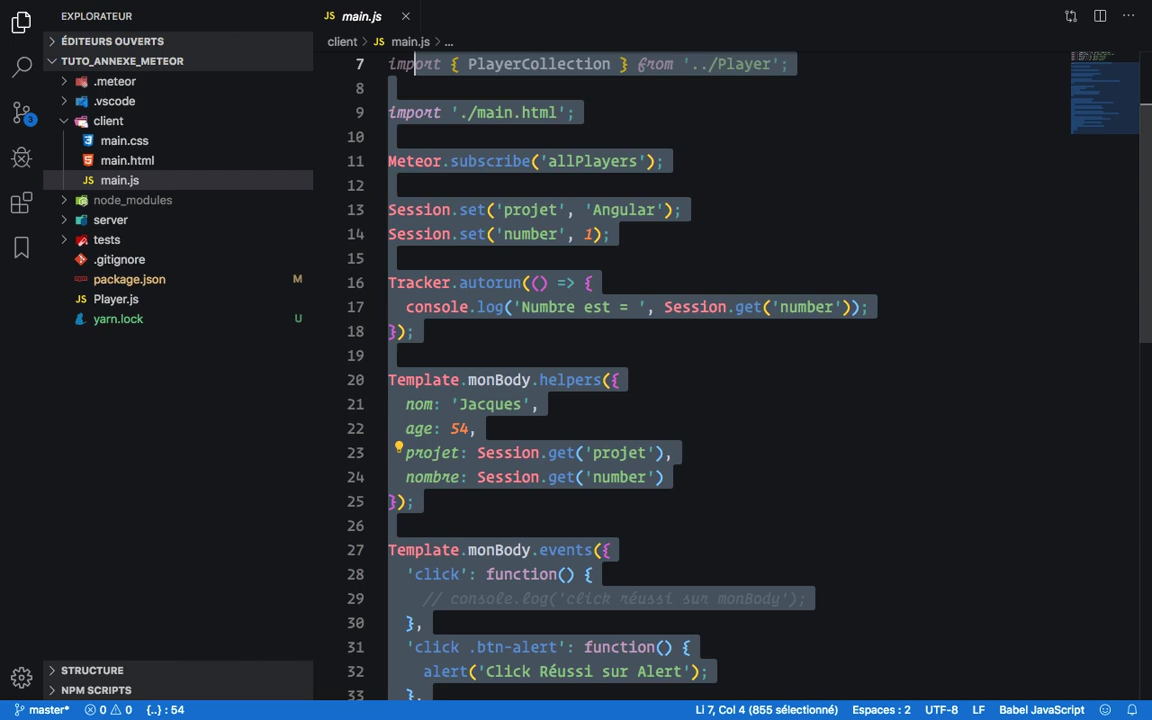 EXPLORATEUR
JS main.js ×
client > JS main.js > ...
ÉDITEURS OUVERTS
TUTO_ANNEXE_METEOR
.meteor
.vscode
client
main.css
main.html
JS main.js
node_modules
server
tests
.gitignore
package.json M
JS Player.js
yarn.lock U
3
7 import { PlayerCollection } from '../Player';
8
9 import './main.html';
10
11 Meteor.subscribe('allPlayers');
12
13 Session.set('projet', 'Angular');
14 Session.set('number', 1);
15
16 Tracker.autorun(() => {
17 console.log('Numbre est = ', Session.get('number'));
18 });
19
20 Template.monBody.helpers({
21 nom: 'Jacques',
22 age: 54,
23 projet: Session.get('projet'),
24 nombre: Session.get('number')
25 });
26
27 Template.monBody.events({
28 'click': function() {
29 // console.log('click réussi sur monBody');
30 },
31 'click .btn-alert': function() {
32 alert('Click Réussi sur Alert');
33 },
STRUCTURE
NPM SCRIPTS
master* 0 0 {..} : 54 Li 7, Col 4 (855 sélectionné) Espaces : 2 UTF-8 LF Babel JavaScript